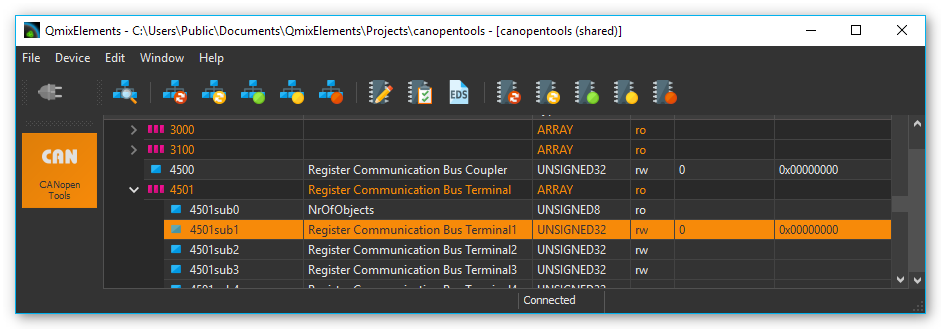 QmixElements - C:\Users\Public\Documents\QmixElements\Projects\canopentools - [canopentools (shared)]
File Device Edit Window Help
EDS
CAN
CANopen
Tools
3000 ARRAY ro
3100 ARRAY ro
4500 Register Communication Bus Coupler UNSIGNED32 rw 0 0x00000000
4501 Register Communication Bus Terminal ARRAY ro
4501sub0 NrOfObjects UNSIGNED8 ro
4501sub1 Register Communication Bus Terminal1 UNSIGNED32 rw 0 0x00000000
4501sub2 Register Communication Bus Terminal2 UNSIGNED32 rw
4501sub3 Register Communication Bus Terminal3 UNSIGNED32 rw
Connected